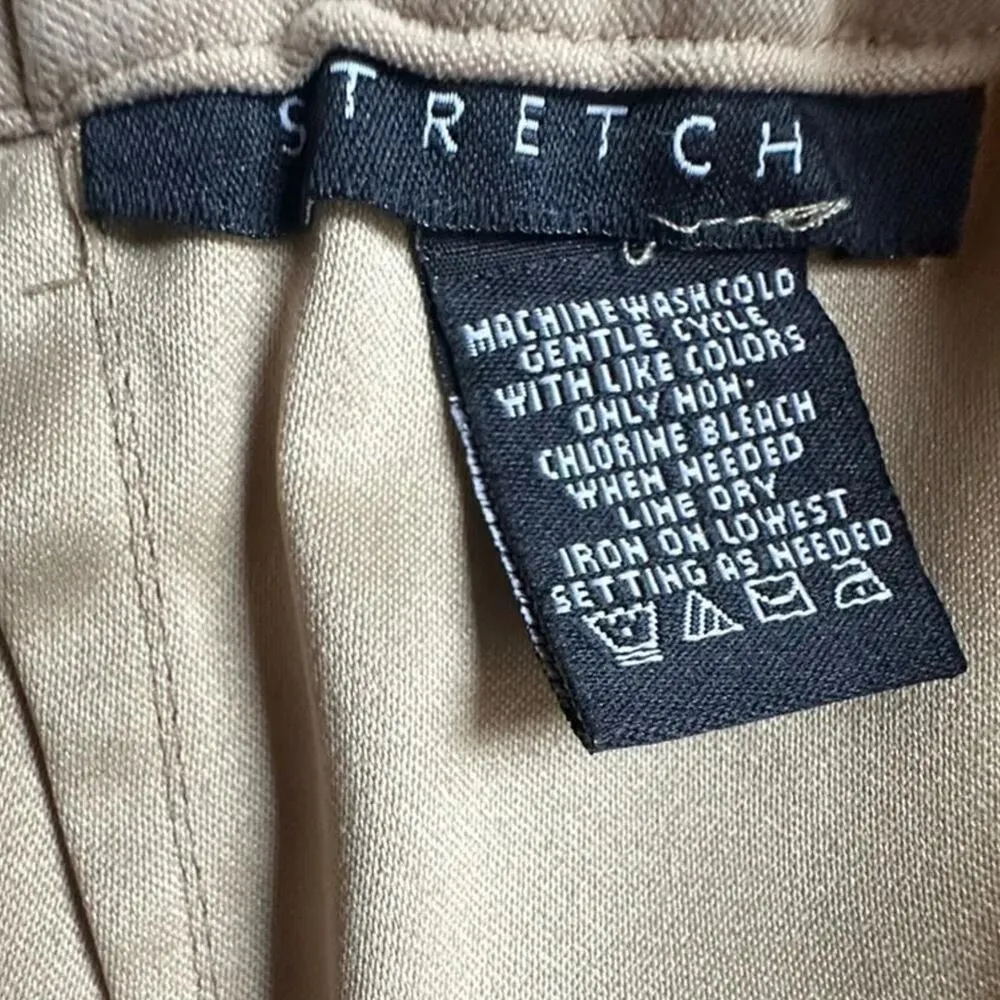 STRETCH
MACHINE WASH COLD
GENTLE CYCLE
WITH LIKE COLORS
ONLY NON-
CHLORINE BLEACH
WHEN NEEDED
LINE DRY
IRON ON LOWEST
SETTING AS NEEDED